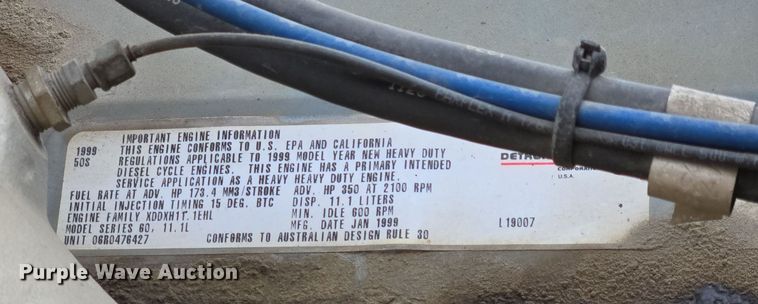 IMPORTANT ENGINE INFORMATION
1999 THIS ENGINE CONFORMS TO U.S. EPA AND CALIFORNIA
50S REGULATIONS APPLICABLE TO 1999 MODEL YEAR NEW HEAVY DUTY
DIESEL CYCLE ENGINES. THIS ENGINE HAS A PRIMARY INTENDED
SERVICE APPLICATION AS A HEAVY HEAVY DUTY ENGINE.
FUEL RATE AT ADV. HP 173.4 MM3/STROKE ADV. HP 350 AT 2100 RPM
INITIAL INJECTION TIMING 15 DEG. BTC DISP. 11.1 LITERS
ENGINE FAMILY XDDXH11.1EHL MIN. IDLE 600 RPM
MODEL SERIES 60, 11.1L MFG. DATE JAN 1999 L19007
UNIT 06R0476427 CONFORMS TO AUSTRALIAN DESIGN RULE 30
U.S.A.
Purple Wave Auction